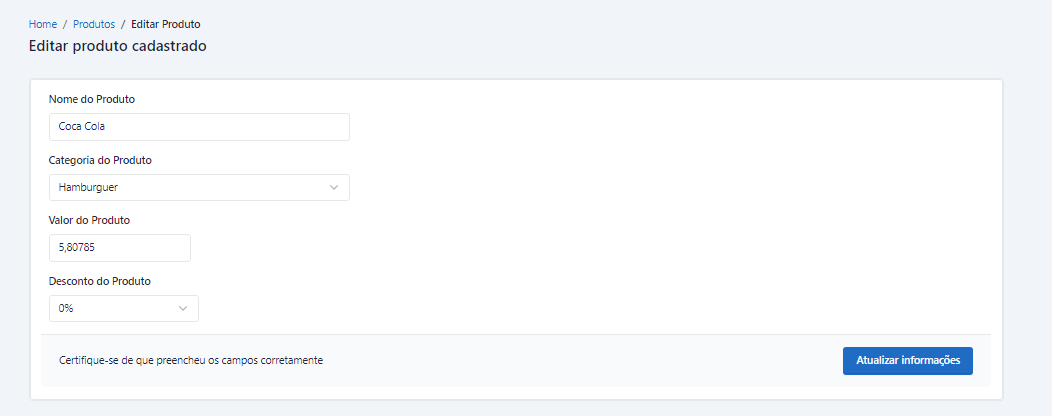 Home / Produtos / Editar Produto
Editar produto cadastrado
Nome do Produto
Coca Cola
Categoria do Produto
Hamburguer
Valor do Produto
5,80785
Desconto do Produto
0%
Certifique-se de que preencheu os campos corretamente
Atualizar informações